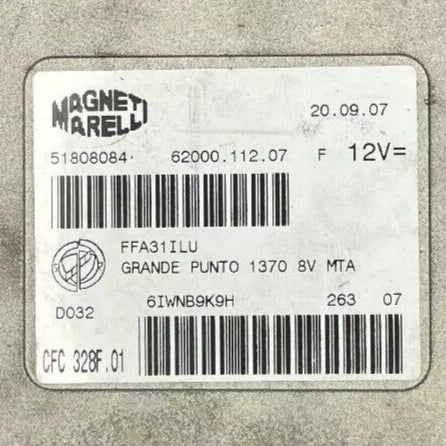 MAGNETI
MARELLI
20.09.07
51808084· 62000.112.07 F 12V=
FFA31ILU
GRANDE PUNTO 1370 8V MTA
D032 6IWNB9K9H 263 07
CFC 328F.01